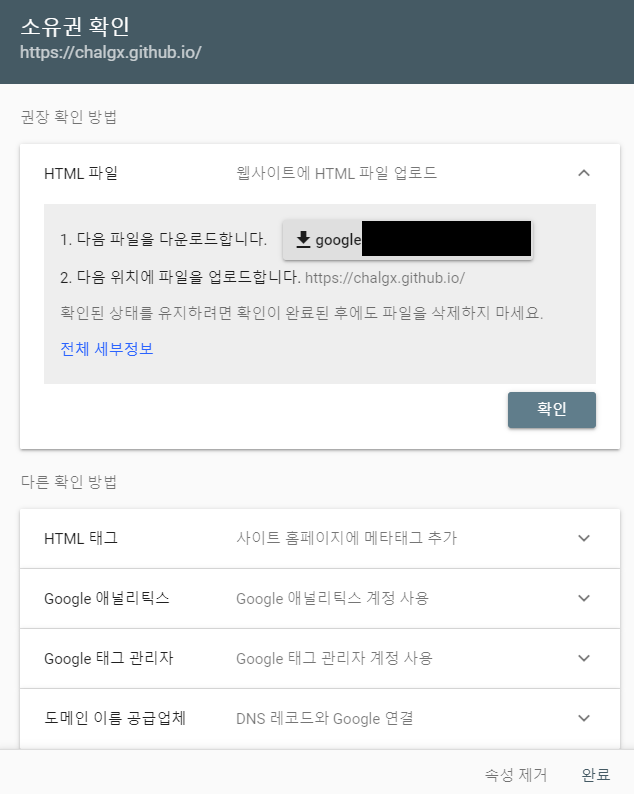 소유권 확인
https://chalgx.github.io/
권장 확인 방법
HTML 파일 웹사이트에 HTML 파일 업로드
1. 다음 파일을 다운로드합니다. google
2. 다음 위치에 파일을 업로드합니다. https://chalgx.github.io/
확인된 상태를 유지하려면 확인이 완료된 후에도 파일을 삭제하지 마세요.
전체 세부정보
확인
다른 확인 방법
HTML 태그 사이트 홈페이지에 메타태그 추가
Google 애널리틱스 Google 애널리틱스 계정 사용
Google 태그 관리자 Google 태그 관리자 계정 사용
도메인 이름 공급업체 DNS 레코드와 Google 연결
속성 제거 완료